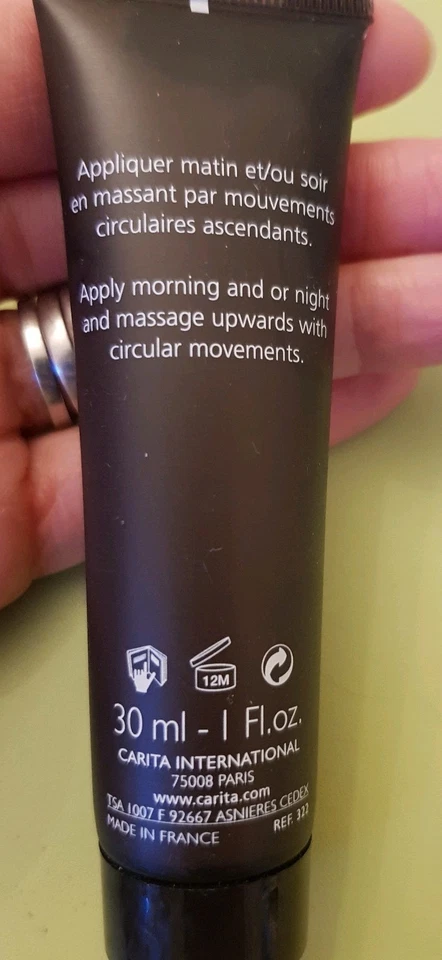 Appliquer matin et/ou soir
en massant par mouvements
circulaires ascendants.
Apply morning and or night
and massage upwards with
circular movements.
12M
30 ml - 1 Fl.oz.
CARITA INTERNATIONAL
75008 PARIS
www.carita.com
TSA 1007 F 92667 ASNIERES CEDEX
MADE IN FRANCE
REF. 322